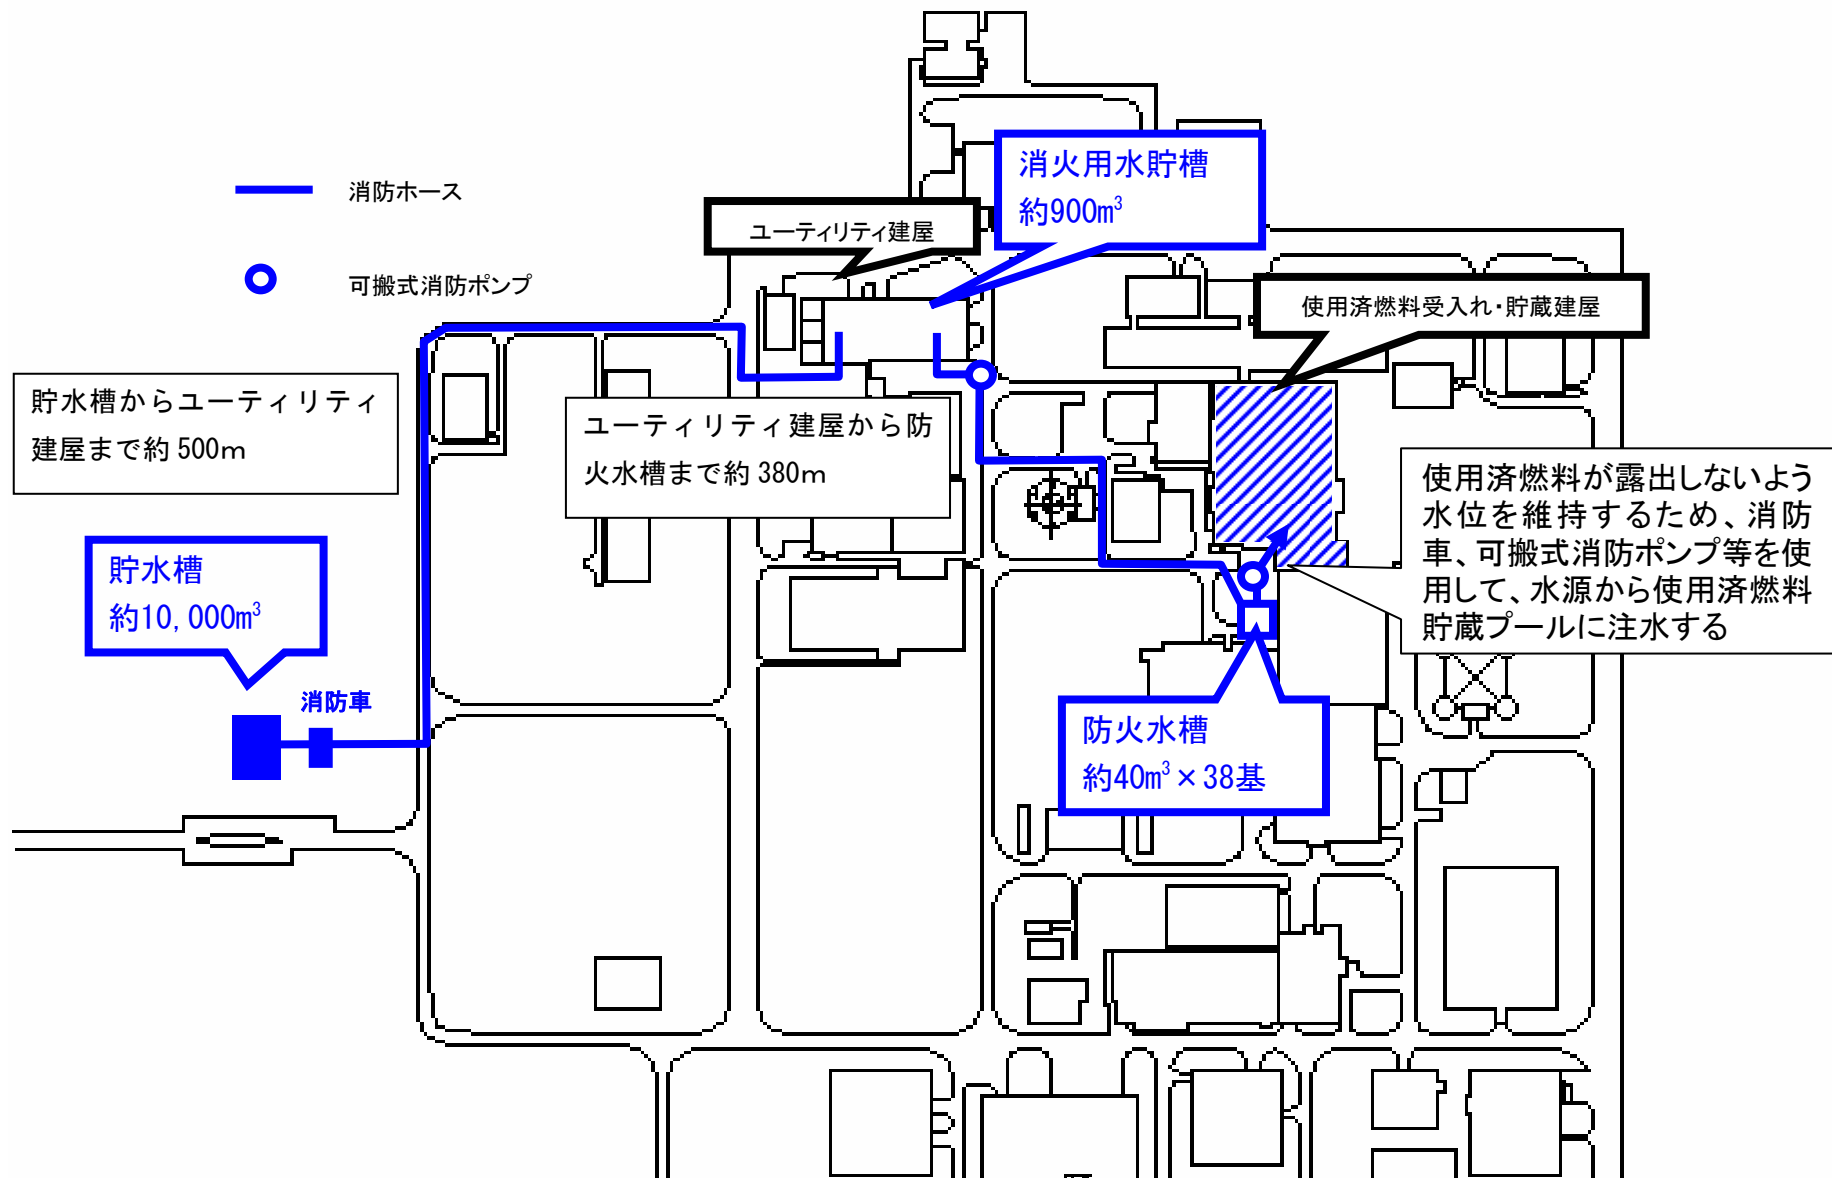 消火用水貯槽
約900m³
消防ホース
ユーティリティ建屋
可搬式消防ポンプ
使用済燃料受入れ・貯蔵建屋
貯水槽からユーティリティ
建屋まで約500m
ユーティリティ建屋から防
火水槽まで約380m
使用済燃料が露出しないよう
水位を維持するため、消防
車、可搬式消防ポンプ等を使
用して、水源から使用済燃料
貯蔵プールに注水する
貯水槽
約10,000m³
消防車
防火水槽
約40m³×38基